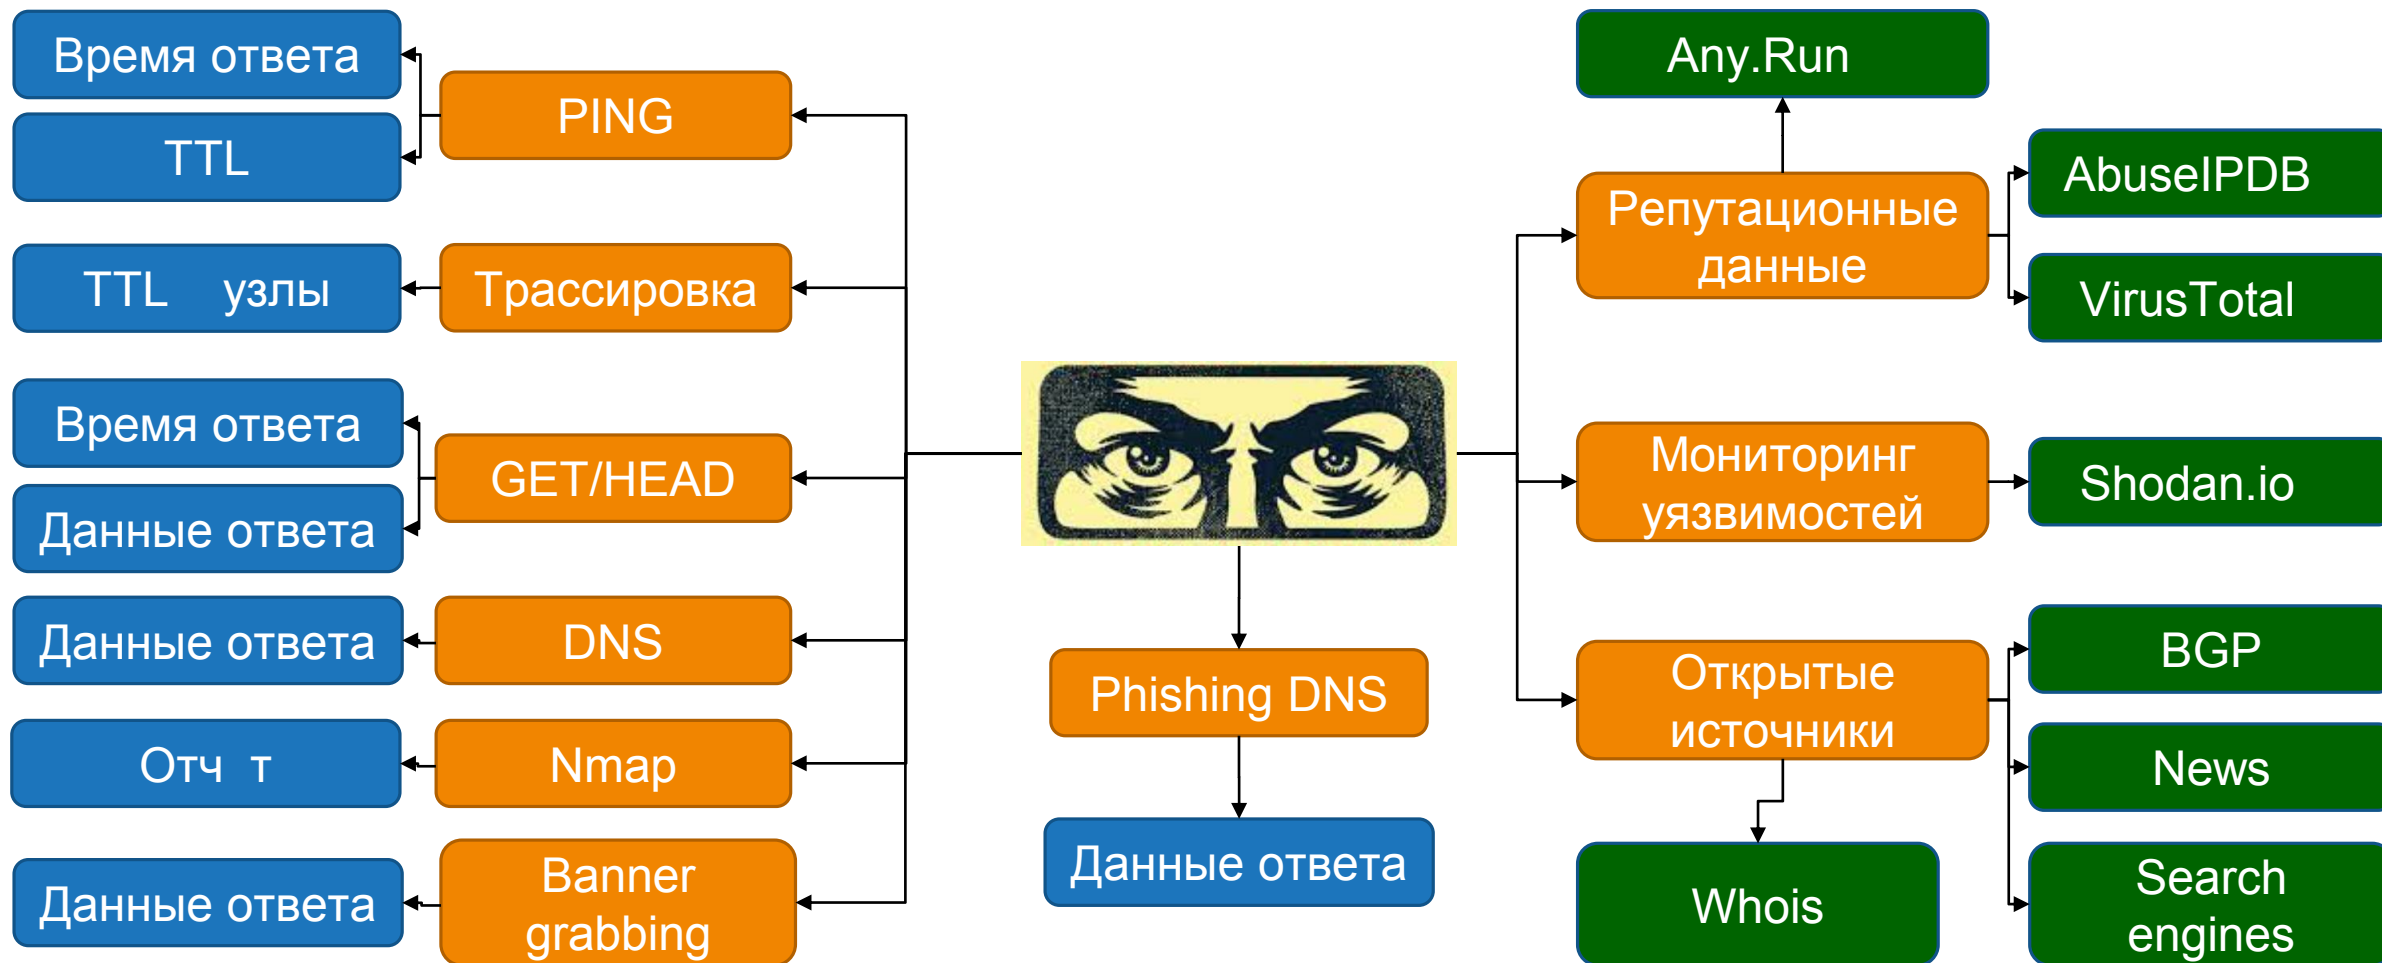 Время ответа
TTL
PING
TTL узлы
Трассировка
Время ответа
Данные ответа
GET/HEAD
Данные ответа
DNS
Отч т
Nmap
Данные ответа
Banner
grabbing
Phishing DNS
Данные ответа
Any.Run
Репутационные
данные
AbuseIPDB
VirusTotal
Мониторинг
уязвимостей
Shodan.io
Открытые
источники
BGP
News
Search
engines
Whois